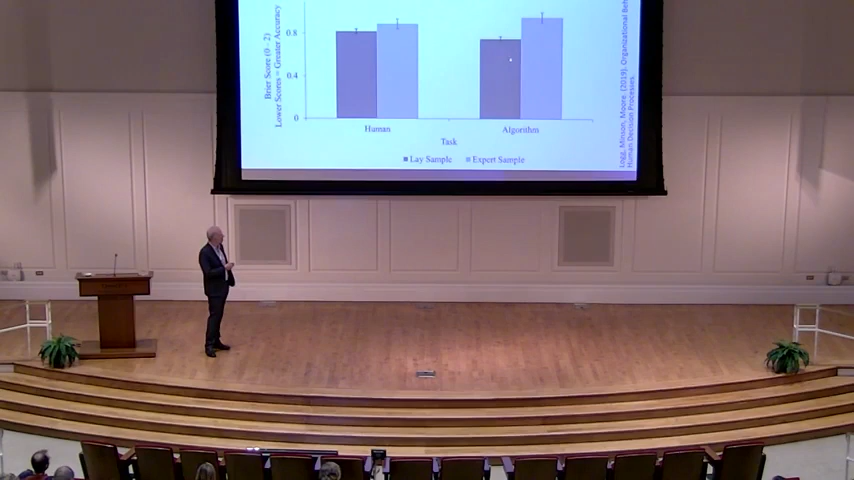 Brier Score (0 - 2)
Lower Scores = Greater Accuracy
0.8
0.4
0
Human
Algorithm
Task
Lay Sample
Expert Sample
Logg, Minson, Moore. (2019). Organizational Beh
Human Decision Processes.